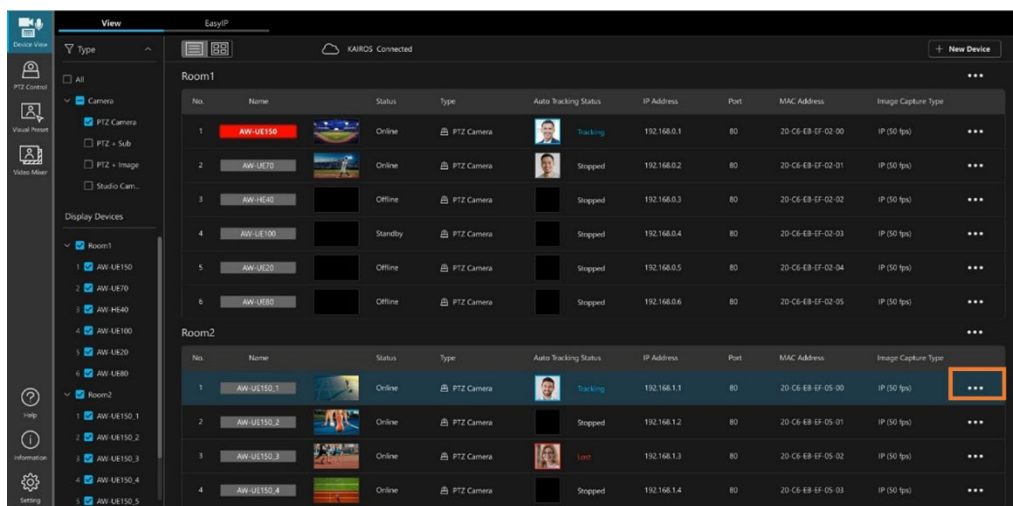 View EasyIP
Device View
PTZ Control
Visual Preset
Video Mixer
Help
Information
Setting
Type
All
Camera
PTZ Camera
PTZ + Sub
PTZ + Image
Studio Cam...
Display Devices
Room1
1 AW-UE150
2 AW-UE70
3 AW-HE40
4 AW-UE100
5 AW-UE20
6 AW-UE80
Room2
1 AW-UE150_1
2 AW-UE150_2
3 AW-UE150_3
4 AW-UE150_4
5 AW-UE150_5
KAIROS Connected
+ New Device
Room1
No. Name Status Type Auto Tracking Status IP Address Port MAC Address Image Capture Type
1 AW-UE150 Online PTZ Camera Tracking 192.168.0.1 80 20-C6-EB-EF-02-00 IP (50 fps)
2 AW-UE70 Online PTZ Camera Stopped 192.168.0.2 80 20-C6-EB-EF-02-01 IP (50 fps)
3 AW-HE40 Offline PTZ Camera Stopped 192.168.0.3 80 20-C6-EB-EF-02-02 IP (50 fps)
4 AW-UE100 Standby PTZ Camera Stopped 192.168.0.4 80 20-C6-EB-EF-02-03 IP (50 fps)
5 AW-UE20 Offline PTZ Camera Stopped 192.168.0.5 80 20-C6-EB-EF-02-04 IP (50 fps)
6 AW-UE80 Offline PTZ Camera Stopped 192.168.0.6 80 20-C6-EB-EF-02-05 IP (50 fps)
Room2
No. Name Status Type Auto Tracking Status IP Address Port MAC Address Image Capture Type
1 AW-UE150_1 Online PTZ Camera Tracking 192.168.1.1 80 20-C6-EB-EF-05-00 IP (50 fps)
2 AW-UE150_2 Online PTZ Camera Stopped 192.168.1.2 80 20-C6-EB-EF-05-01 IP (50 fps)
3 AW-UE150_3 Online PTZ Camera Lost 192.168.1.3 80 20-C6-EB-EF-05-02 IP (50 fps)
4 AW-UE150_4 Online PTZ Camera Stopped 192.168.1.4 80 20-C6-EB-EF-05-03 IP (50 fps)